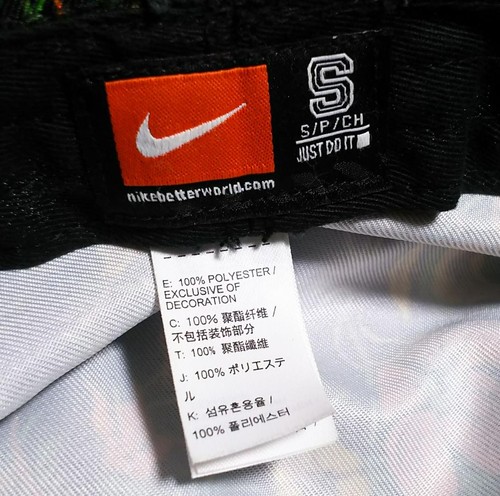 S
S/P/CH
JUST DO IT
nikebetterworld.com
E: 100% POLYESTER /
EXCLUSIVE OF
DECORATION
C: 100% 聚酯纤维 /
不包括装饰部分
T: 100% 聚酯纖維
J: 100% ポリエステ
ル
K: 섬유혼용율 /
100% 폴리에스터